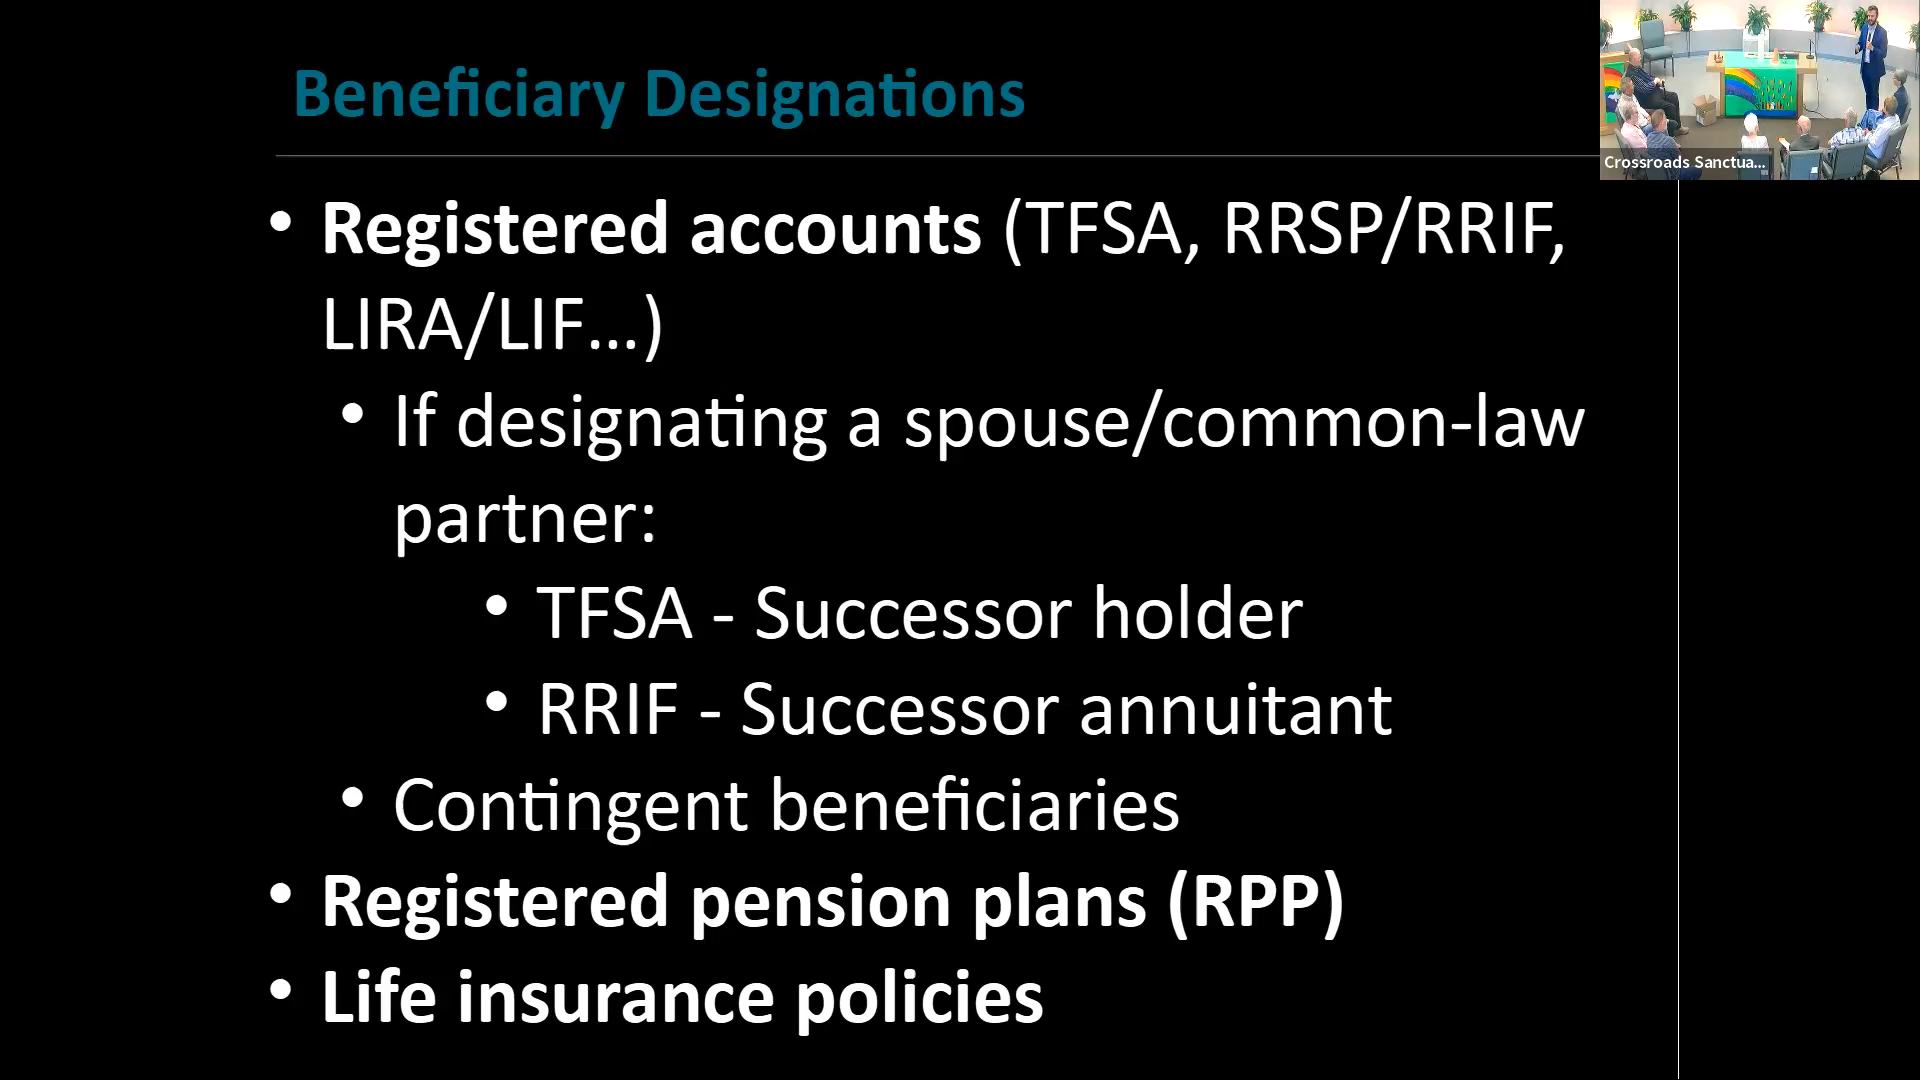 Beneficiary Designations
Crossroads Sanctua...
• Registered accounts (TFSA, RRSP/RRIF,
LIRA/LIF...)
• If designating a spouse/common-law
partner:
• TFSA - Successor holder
• RRIF - Successor annuitant
• Contingent beneficiaries
• Registered pension plans (RPP)
• Life insurance policies